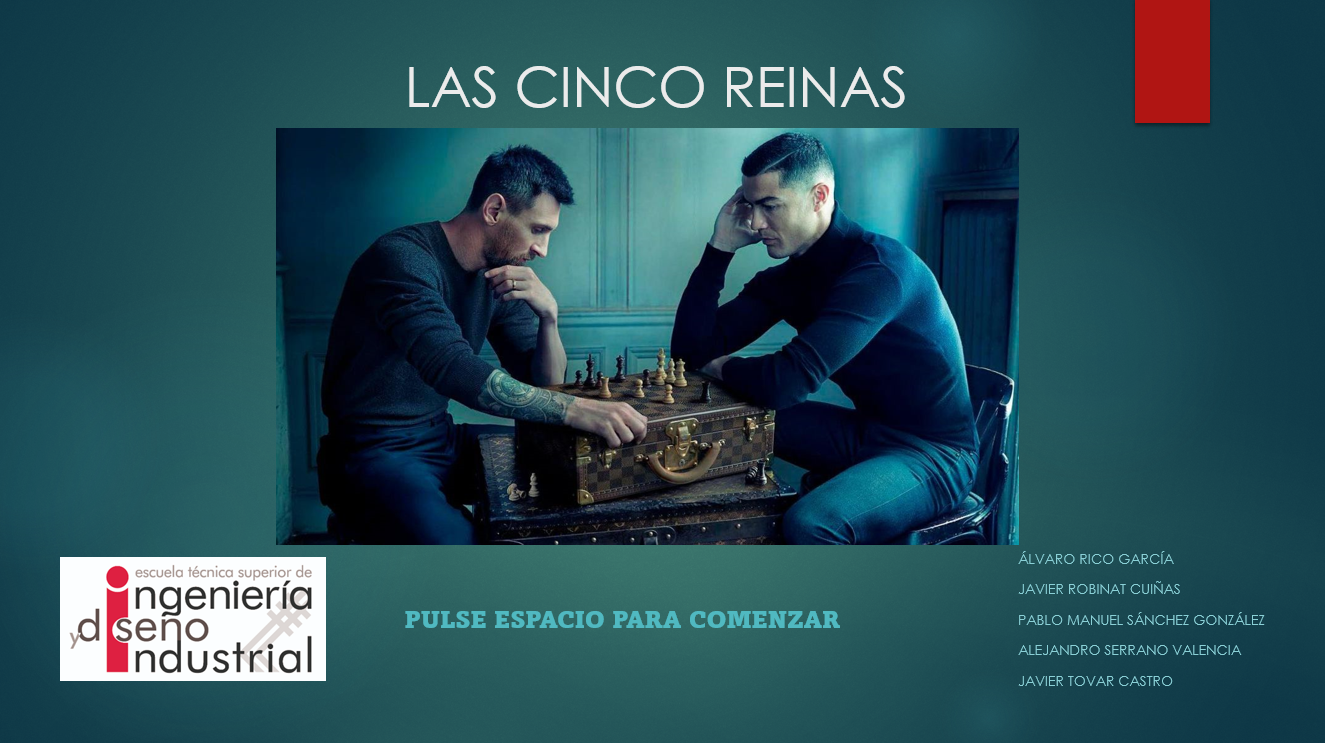 LAS CINCO REINAS
escuela técnica superior de
ingeniería
y diseño
industrial
PULSE ESPACIO PARA COMENZAR
ÁLVARO RICO GARCÍA
JAVIER ROBINAT CUIÑAS
PABLO MANUEL SÁNCHEZ GONZÁLEZ
ALEJANDRO SERRANO VALENCIA
JAVIER TOVAR CASTRO